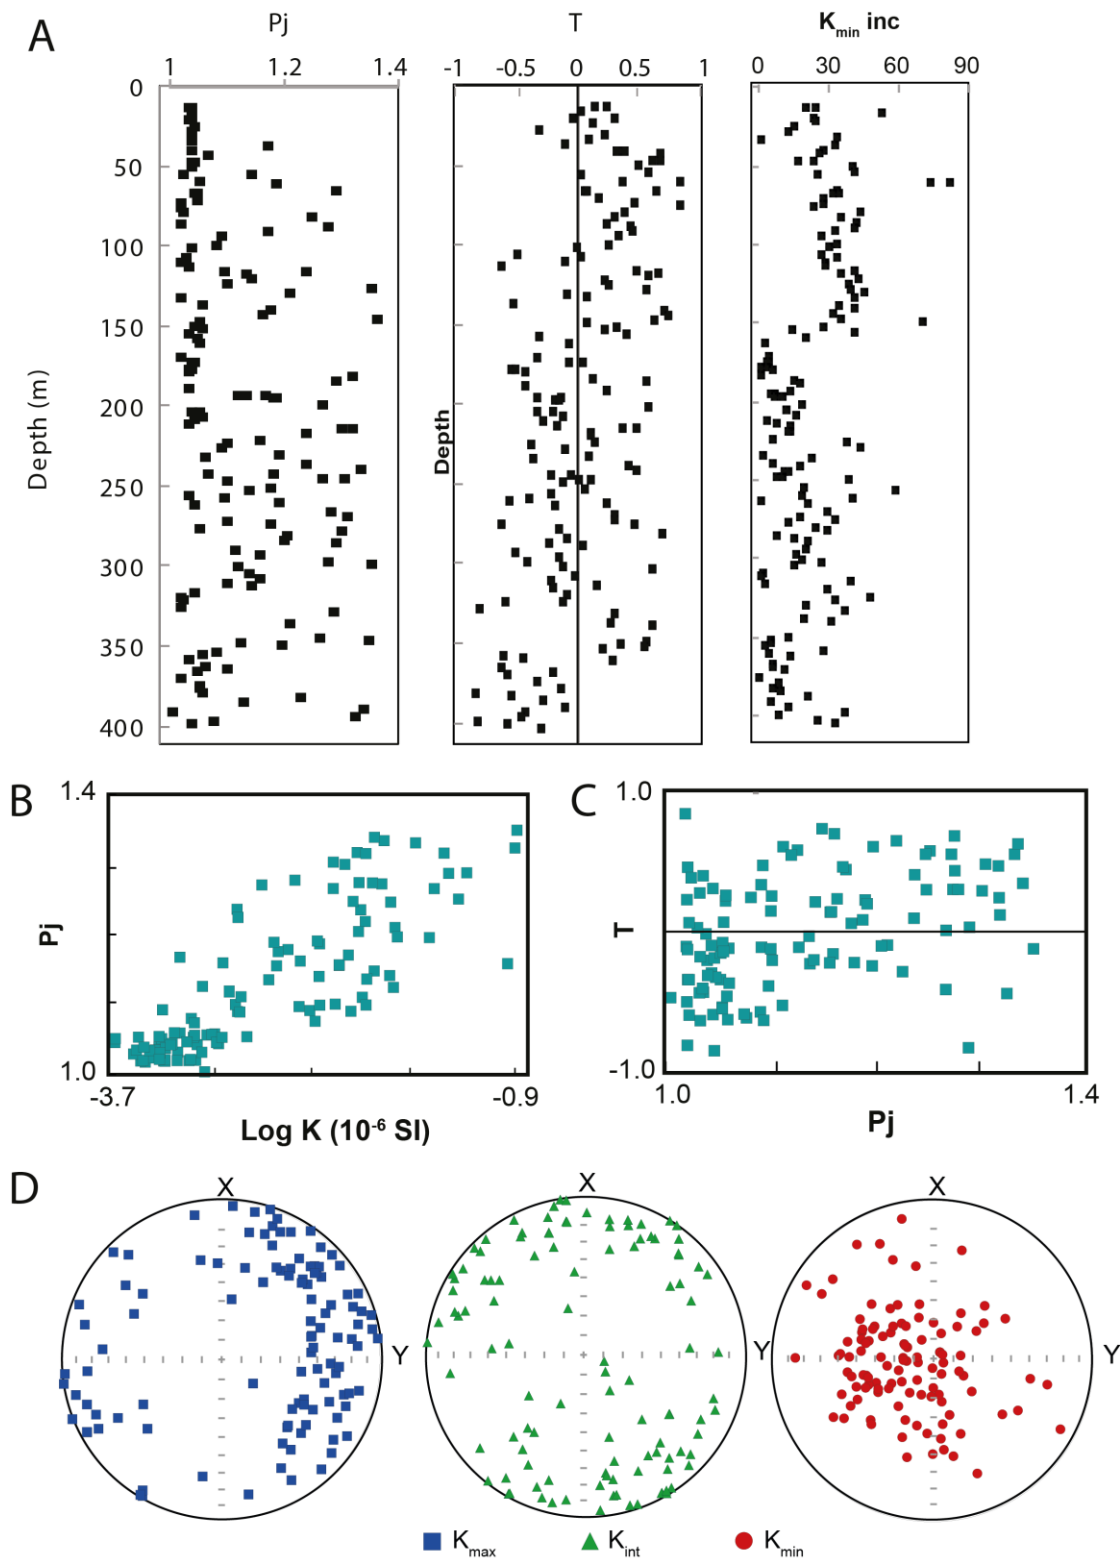 A
Pj
T
Kmin inc
1 1.2 1.4
-1 -0.5 0 0.5 1
0 30 60 90
0
50
100
150
200
250
300
350
400
Depth (m)
Depth
B
1.4
Pj
1.0
-3.7 -0.9
Log K (10-6 SI)
C
1.0
T
-1.0
1.0 1.4
Pj
D
X X X
Y Y Y
Kmax Kint Kmin